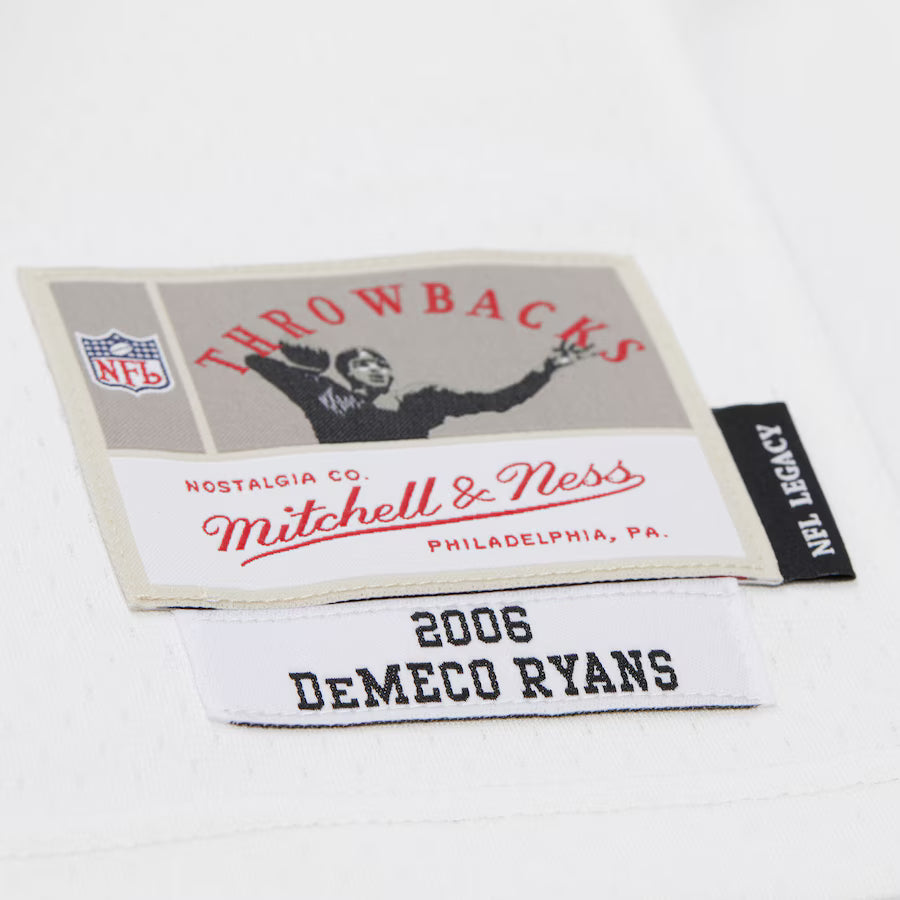 THROWBACKS
NFL
NOSTALGIA CO.
Mitchell & Ness
PHILADELPHIA, PA.
NFL LEGACY
2006
DeMECO RYANS